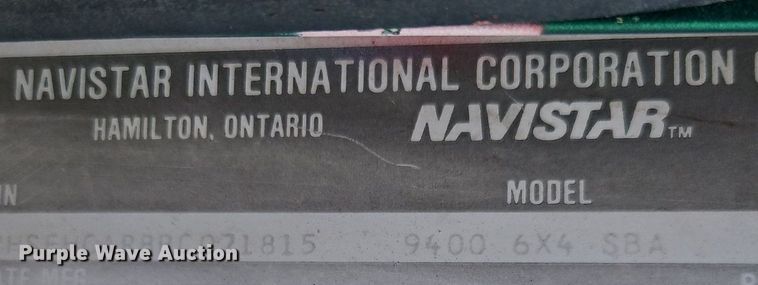 NAVISTAR INTERNATIONAL CORPORATION
HAMILTON, ONTARIO NAVISTAR™
MODEL
9400 6X4 SBA
Purple Wave Auction